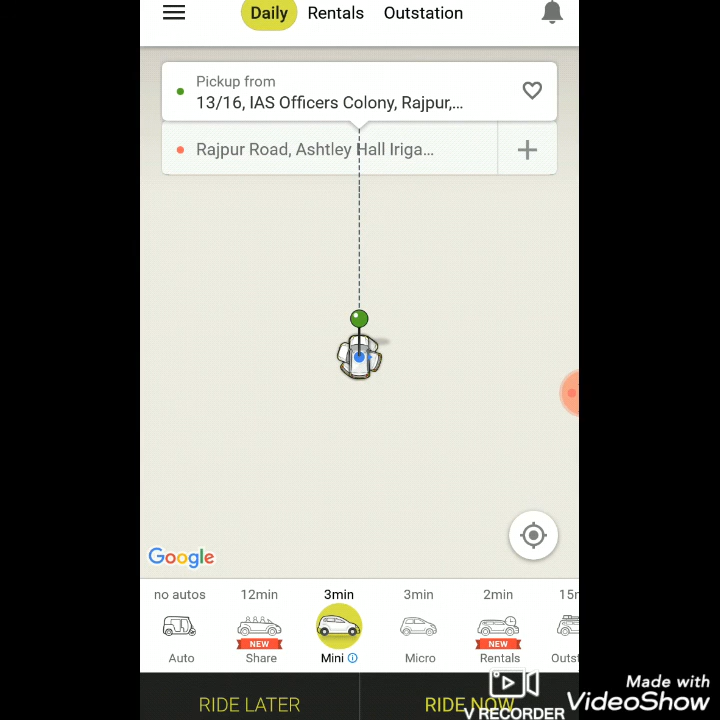 Daily Rentals Outstation
Pickup from
13/16, IAS Officers Colony, Rajpur,...
Rajpur Road, Ashtley Hall Iriga...
Google
no autos 12min 3min 3min 2min 15m
NEW NEW
Auto Share Mini Micro Rentals Outst
RIDE LATER RIDE NOW
Made with
VideoShow
V RECORDER